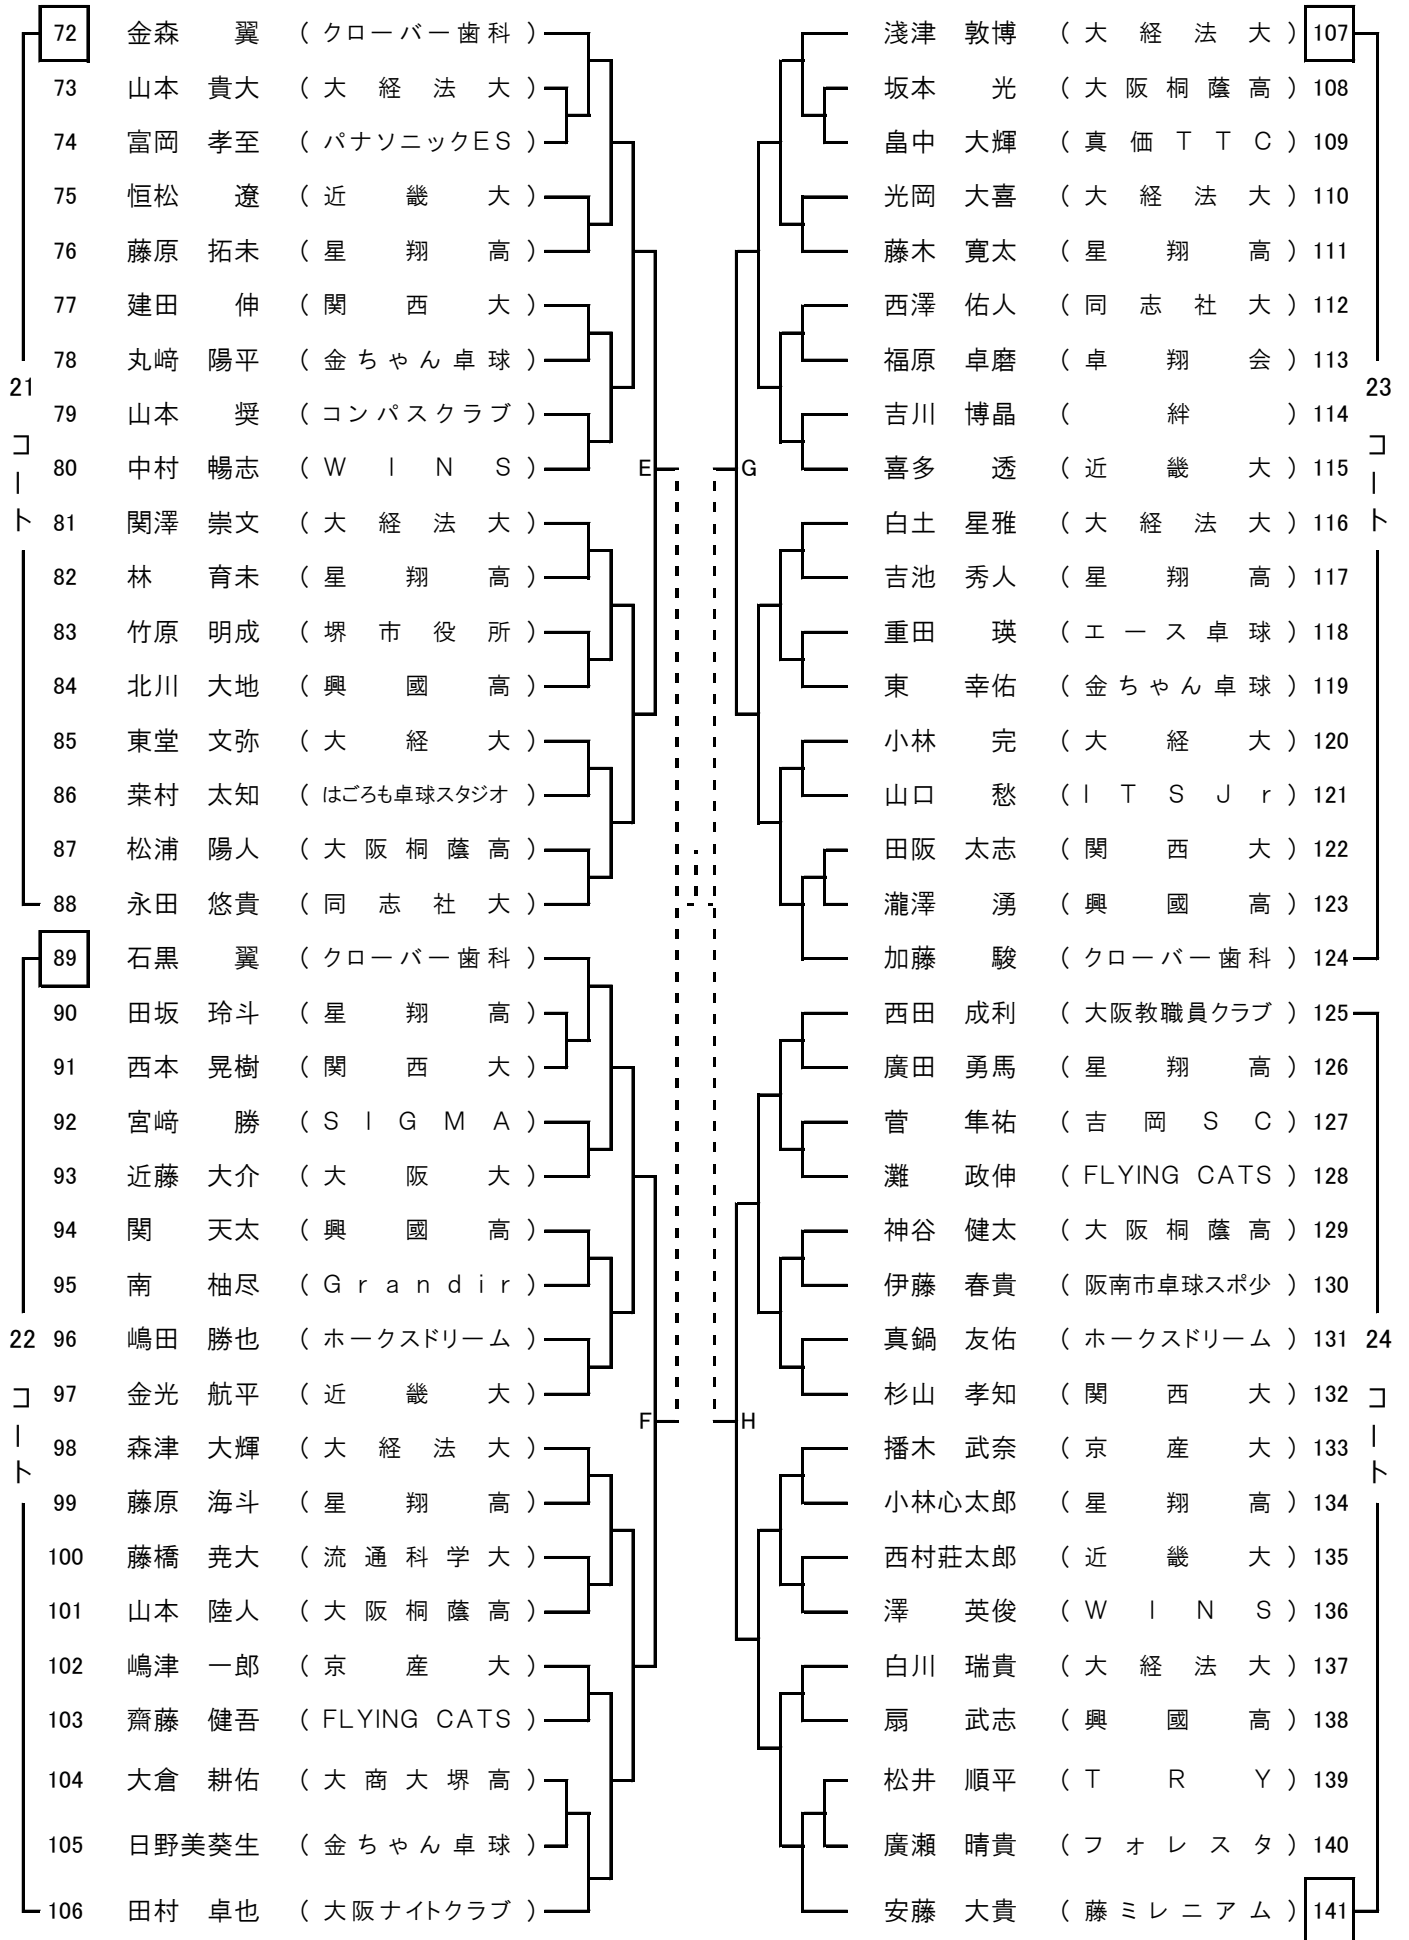 72 金森 翼 （クローバー歯科）
73 山本 貴大 （大経法大）
74 富岡 孝至 （パナソニックES）
75 恒松 遼 （近畿大）
76 藤原 拓未 （星翔高）
77 建田 伸 （関西大）
78 丸﨑 陽平 （金ちゃん卓球）
79 山本 奨 （コンパスクラブ）
80 中村 暢志 （WINS）
81 関澤 崇文 （大経法大）
82 林 育未 （星翔高）
83 竹原 明成 （堺市役所）
84 北川 大地 （興國高）
85 東堂 文弥 （大経大）
86 桒村 太知 （はごろも卓球スタジオ）
87 松浦 陽人 （大阪桐蔭高）
88 永田 悠貴 （同志社大）
21コート
E
89 石黒 翼 （クローバー歯科）
90 田坂 玲斗 （星翔高）
91 西本 晃樹 （関西大）
92 宮﨑 勝 （SIGMA）
93 近藤 大介 （大阪大）
94 関 天太 （興國高）
95 南 柚尽 （Grandir）
96 嶋田 勝也 （ホークスドリーム）
97 金光 航平 （近畿大）
98 森津 大輝 （大経法大）
99 藤原 海斗 （星翔高）
100 藤橋 尭大 （流通科学大）
101 山本 陸人 （大阪桐蔭高）
102 嶋津 一郎 （京産大）
103 齋藤 健吾 （FLYING CATS）
104 大倉 耕佑 （大商大堺高）
105 日野美葵生 （金ちゃん卓球）
106 田村 卓也 （大阪ナイトクラブ）
22コート
F
淺津 敦博 （大経法大） 107
坂本 光 （大阪桐蔭高） 108
畠中 大輝 （真価TTC） 109
光岡 大喜 （大経法大） 110
藤木 寛太 （星翔高） 111
西澤 佑人 （同志社大） 112
福原 卓磨 （卓翔会） 113
吉川 博晶 （絆） 114
喜多 透 （近畿大） 115
白土 星雅 （大経法大） 116
吉池 秀人 （星翔高） 117
重田 瑛 （エース卓球） 118
東 幸佑 （金ちゃん卓球） 119
小林 完 （大経大） 120
山口 愁 （ITSJr） 121
田阪 太志 （関西大） 122
瀧澤 湧 （興國高） 123
加藤 駿 （クローバー歯科） 124
23コート
G
西田 成利 （大阪教職員クラブ） 125
廣田 勇馬 （星翔高） 126
菅 隼祐 （吉岡SC） 127
灘 政伸 （FLYING CATS） 128
神谷 健太 （大阪桐蔭高） 129
伊藤 春貴 （阪南市卓球スポ少） 130
真鍋 友佑 （ホークスドリーム） 131
杉山 孝知 （関西大） 132
播木 武奈 （京産大） 133
小林心太郎 （星翔高） 134
西村荘太郎 （近畿大） 135
澤 英俊 （WINS） 136
白川 瑞貴 （大経法大） 137
扇 武志 （興國高） 138
松井 順平 （TRY） 139
廣瀬 晴貴 （フォレスタ） 140
安藤 大貴 （藤ミレニアム） 141
24コート
H